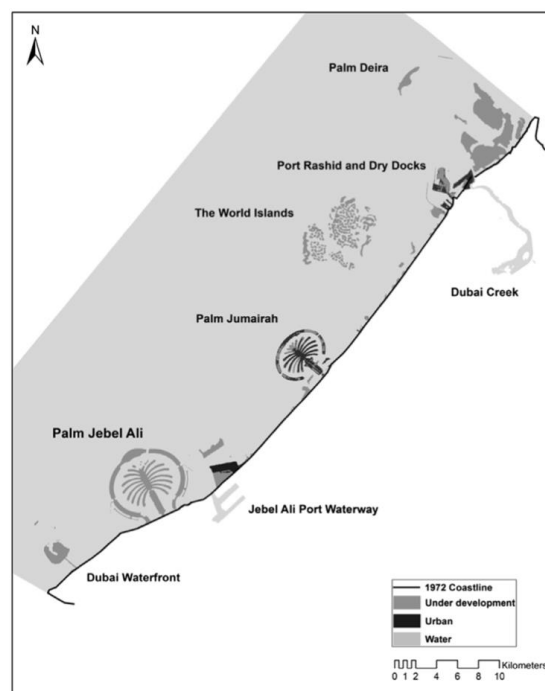 N
Palm Deira
Port Rashid and Dry Docks
The World Islands
Dubai Creek
Palm Jumairah
Palm Jebel Ali
Jebel Ali Port Waterway
Dubai Waterfront
1972 Coastline
Under development
Urban
Water
Kilometers
0 1 2 4 6 8 10